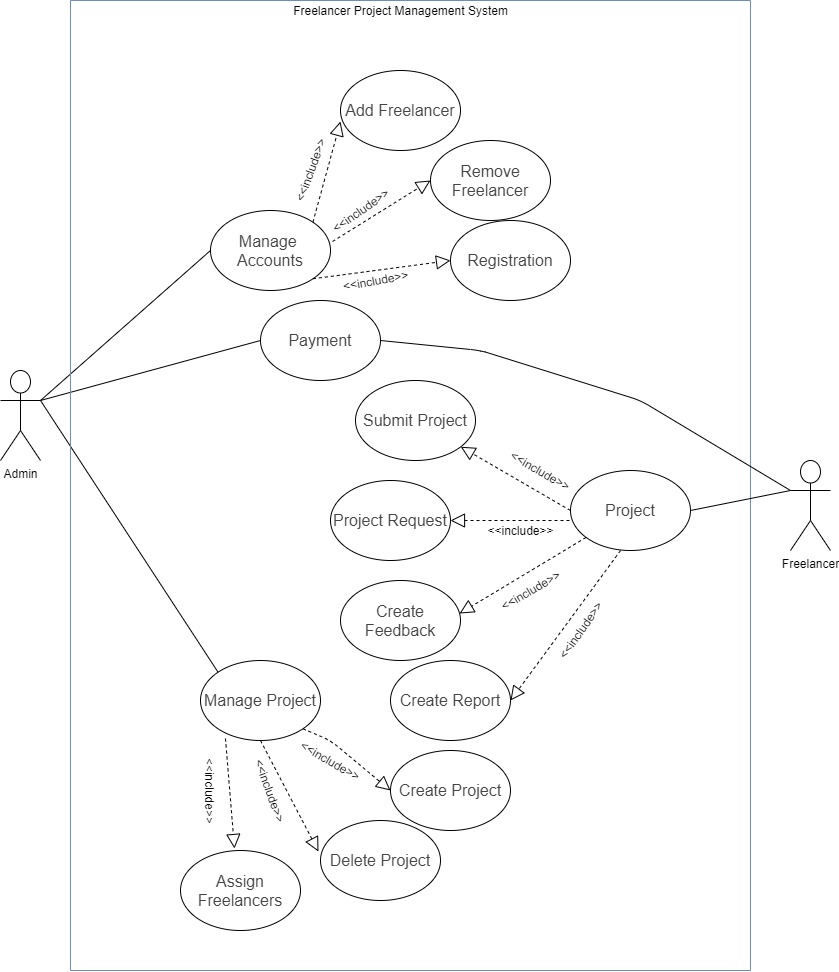 Freelancer Project Management System
Add Freelancer
<<include>>
Remove
Freelancer
<<include>>
Manage
Accounts
Registration
<<include>>
Payment
Submit Project
<<include>>
Admin
Project
Project Request
<<include>>
Freelancer
<<include>>
Create
Feedback
<<include>>
Manage Project
Create Report
<<include>>
<<include>>
<<include>>
Create Project
Delete Project
Assign
Freelancers